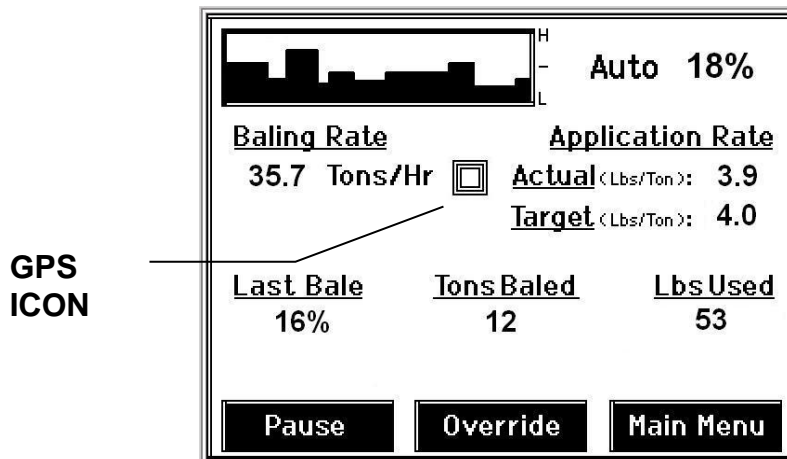 H
-
L
Auto 18%
Baling Rate
35.7 Tons/Hr
Application Rate
Actual (Lbs/Ton): 3.9
Target (Lbs/Ton): 4.0
GPS
ICON
Last Bale
16%
Tons Baled
12
Lbs Used
53
Pause
Override
Main Menu